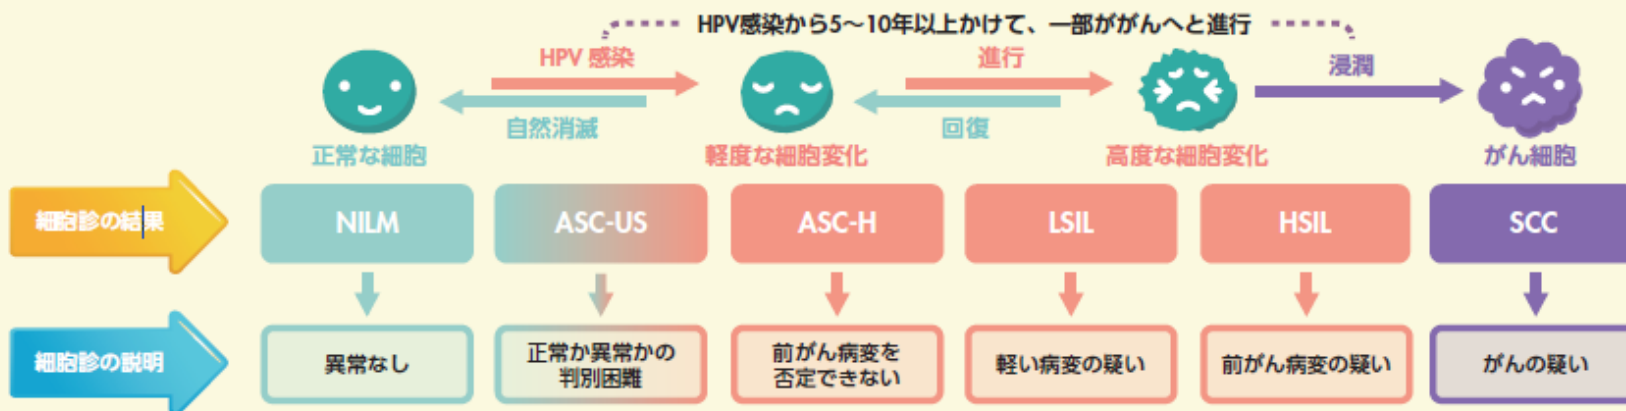 HPV感染から5〜10年以上かけて、一部ががんへと進行
HPV 感染
進行
浸潤
自然消滅
回復
正常な細胞
軽度な細胞変化
高度な細胞変化
がん細胞
細胞診の結果
NILM
ASC-US
ASC-H
LSIL
HSIL
SCC
細胞診の説明
異常なし
正常か異常かの
判別困難
前がん病変を
否定できない
軽い病変の疑い
前がん病変の疑い
がんの疑い